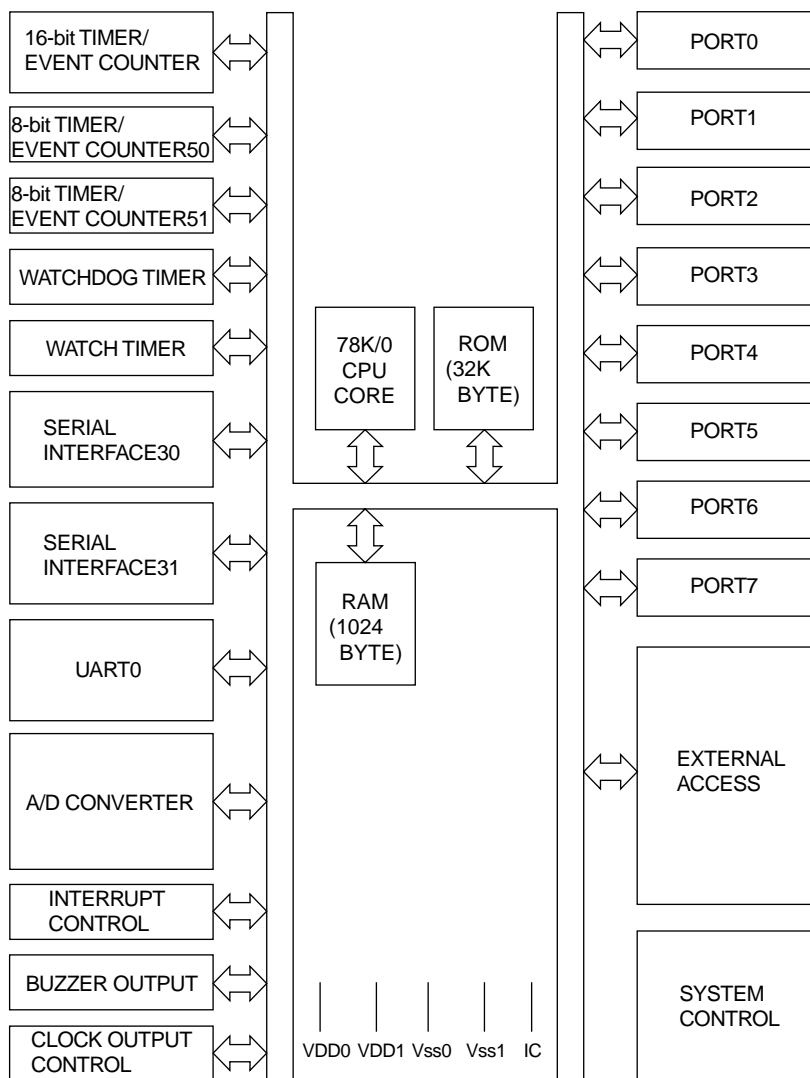 16-bit TIMER/
EVENT COUNTER
8-bit TIMER/
EVENT COUNTER50
8-bit TIMER/
EVENT COUNTER51
WATCHDOG TIMER
WATCH TIMER
SERIAL
INTERFACE30
SERIAL
INTERFACE31
UART0
A/D CONVERTER
INTERRUPT
CONTROL
BUZZER OUTPUT
CLOCK OUTPUT
CONTROL
78K/0
CPU
CORE
ROM
(32K
BYTE)
RAM
(1024
BYTE)
VDD0 VDD1 Vss0 Vss1 IC
PORT0
PORT1
PORT2
PORT3
PORT4
PORT5
PORT6
PORT7
EXTERNAL
ACCESS
SYSTEM
CONTROL